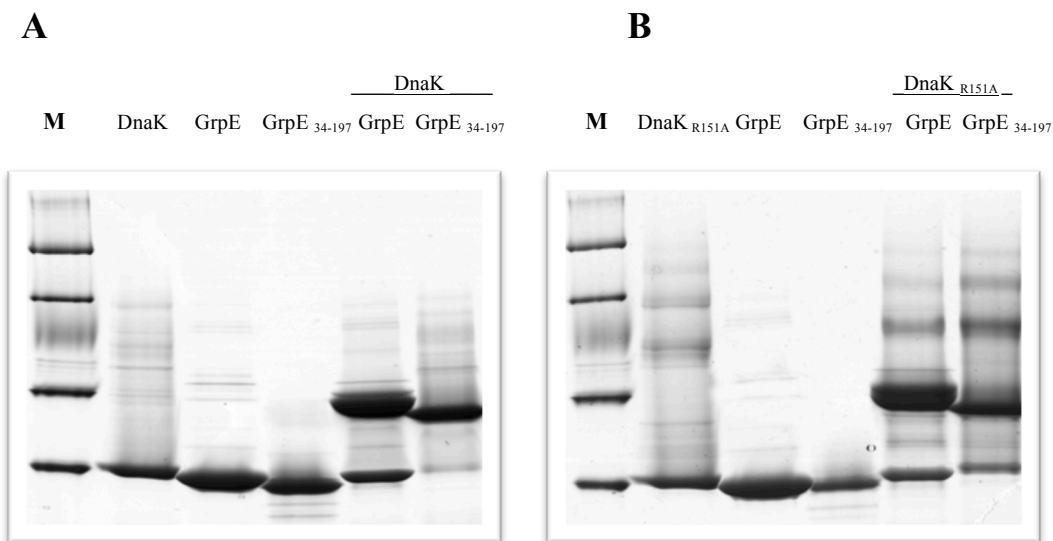 A
B
DnaK
DnaK R151A
M DnaK GrpE GrpE 34-197 GrpE GrpE 34-197
M DnaK R151A GrpE GrpE 34-197 GrpE GrpE 34-197